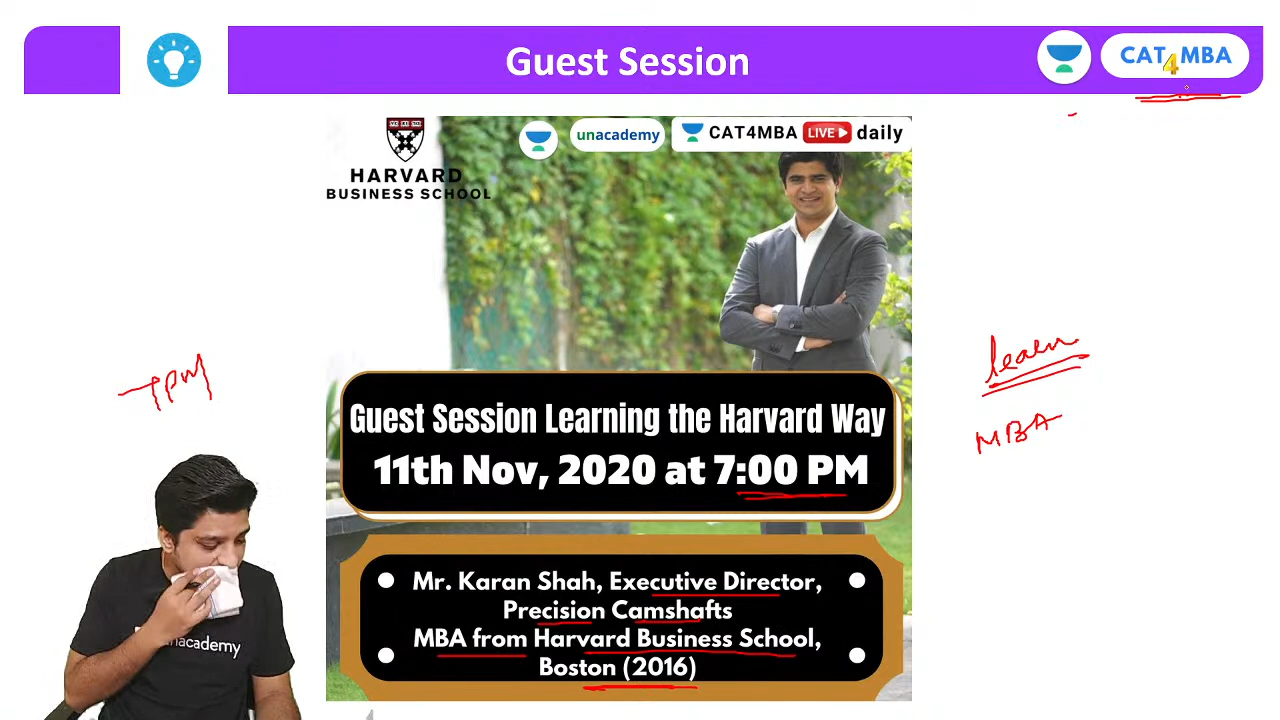 Guest Session
CAT4MBA
HARVARD
BUSINESS SCHOOL
unacademy
CAT4MBA LIVE daily
learn
MBA
7PM
Guest Session Learning the Harvard Way
11th Nov, 2020 at 7:00 PM
Mr. Karan Shah, Executive Director,
Precision Camshafts
MBA from Harvard Business School,
Boston (2016)
unacademy